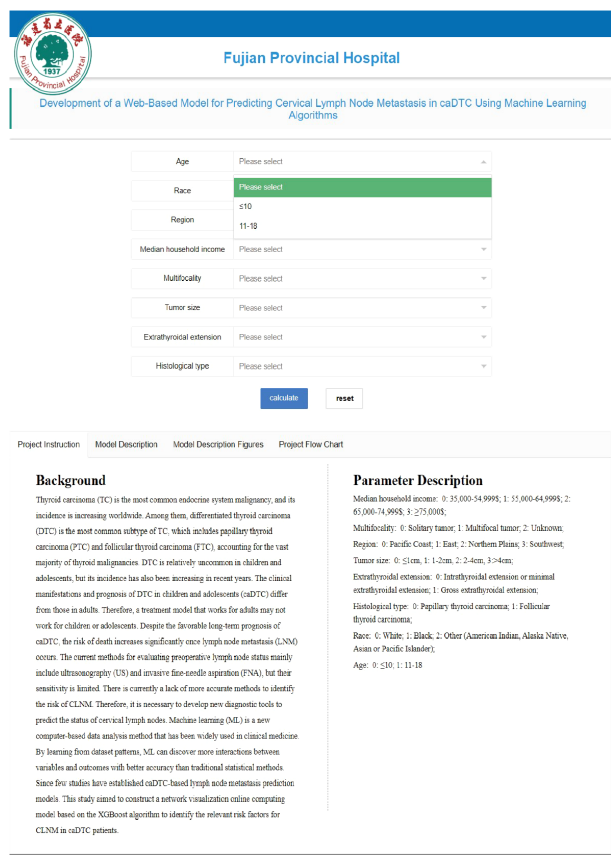 福建省立医院
Fujian Provincial Hospital
1937
Fujian Provincial Hospital
Development of a Web-Based Model for Predicting Cervical Lymph Node Metastasis in caDTC Using Machine Learning
Algorithms
Age Please select
Race Please select
≤10
Region
11-18
Median household income Please select
Multifocality Please select
Tumor size Please select
Extrathyroidal extension Please select
Histological type Please select
calculate reset
Project Instruction Model Description Model Description Figures Project Flow Chart
Background
Thyroid carcinoma (TC) is the most common endocrine system malignancy, and its
incidence is increasing worldwide. Among them, differentiated thyroid carcinoma
(DTC) is the most common subtype of TC, which includes papillary thyroid
carcinoma (PTC) and follicular thyroid carcinoma (FTC), accounting for the vast
majority of thyroid malignancies. DTC is relatively uncommon in children and
adolescents, but its incidence has also been increasing in recent years. The clinical
manifestations and prognosis of DTC in children and adolescents (caDTC) differ
from those in adults. Therefore, a treatment model that works for adults may not
work for children or adolescents. Despite the favorable long-term prognosis of
caDTC, the risk of death increases significantly once lymph node metastasis (LNM)
occurs. The current methods for evaluating preoperative lymph node status mainly
include ultrasonography (US) and invasive fine-needle aspiration (FNA), but their
sensitivity is limited. There is currently a lack of more accurate methods to identify
the risk of CLNM. Therefore, it is necessary to develop new diagnostic tools to
predict the status of cervical lymph nodes. Machine learning (ML) is a new
computer-based data analysis method that has been widely used in clinical medicine.
By learning from dataset patterns, ML can discover more interactions between
variables and outcomes with better accuracy than traditional statistical methods.
Since few studies have established caDTC-based lymph node metastasis prediction
models. This study aimed to construct a network visualization online computing
model based on the XGBoost algorithm to identify the relevant risk factors for
CLNM in caDTC patients.
Parameter Description
Median household income: 0: 35,000-54,999$; 1: 55,000-64,999$; 2:
65,000-74,999$; 3: ≥75,000$;
Multifocality: 0: Solitary tumor; 1: Multifocal tumor; 2: Unknown;
Region: 0: Pacific Coast; 1: East; 2: Northern Plains; 3: Southwest;
Tumor size: 0: ≤1cm, 1: 1-2cm, 2: 2-4cm, 3:>4cm;
Extrathyroidal extension: 0: Intrathyroidal extension or minimal
extrathyroidal extension; 1: Gross extrathyroidal extension;
Histological type: 0: Papillary thyroid carcinoma; 1: Follicular
thyroid carcinoma;
Race: 0: White; 1: Black; 2: Other (American Indian, Alaska Native,
Asian or Pacific Islander);
Age: 0: ≤10; 1: 11-18